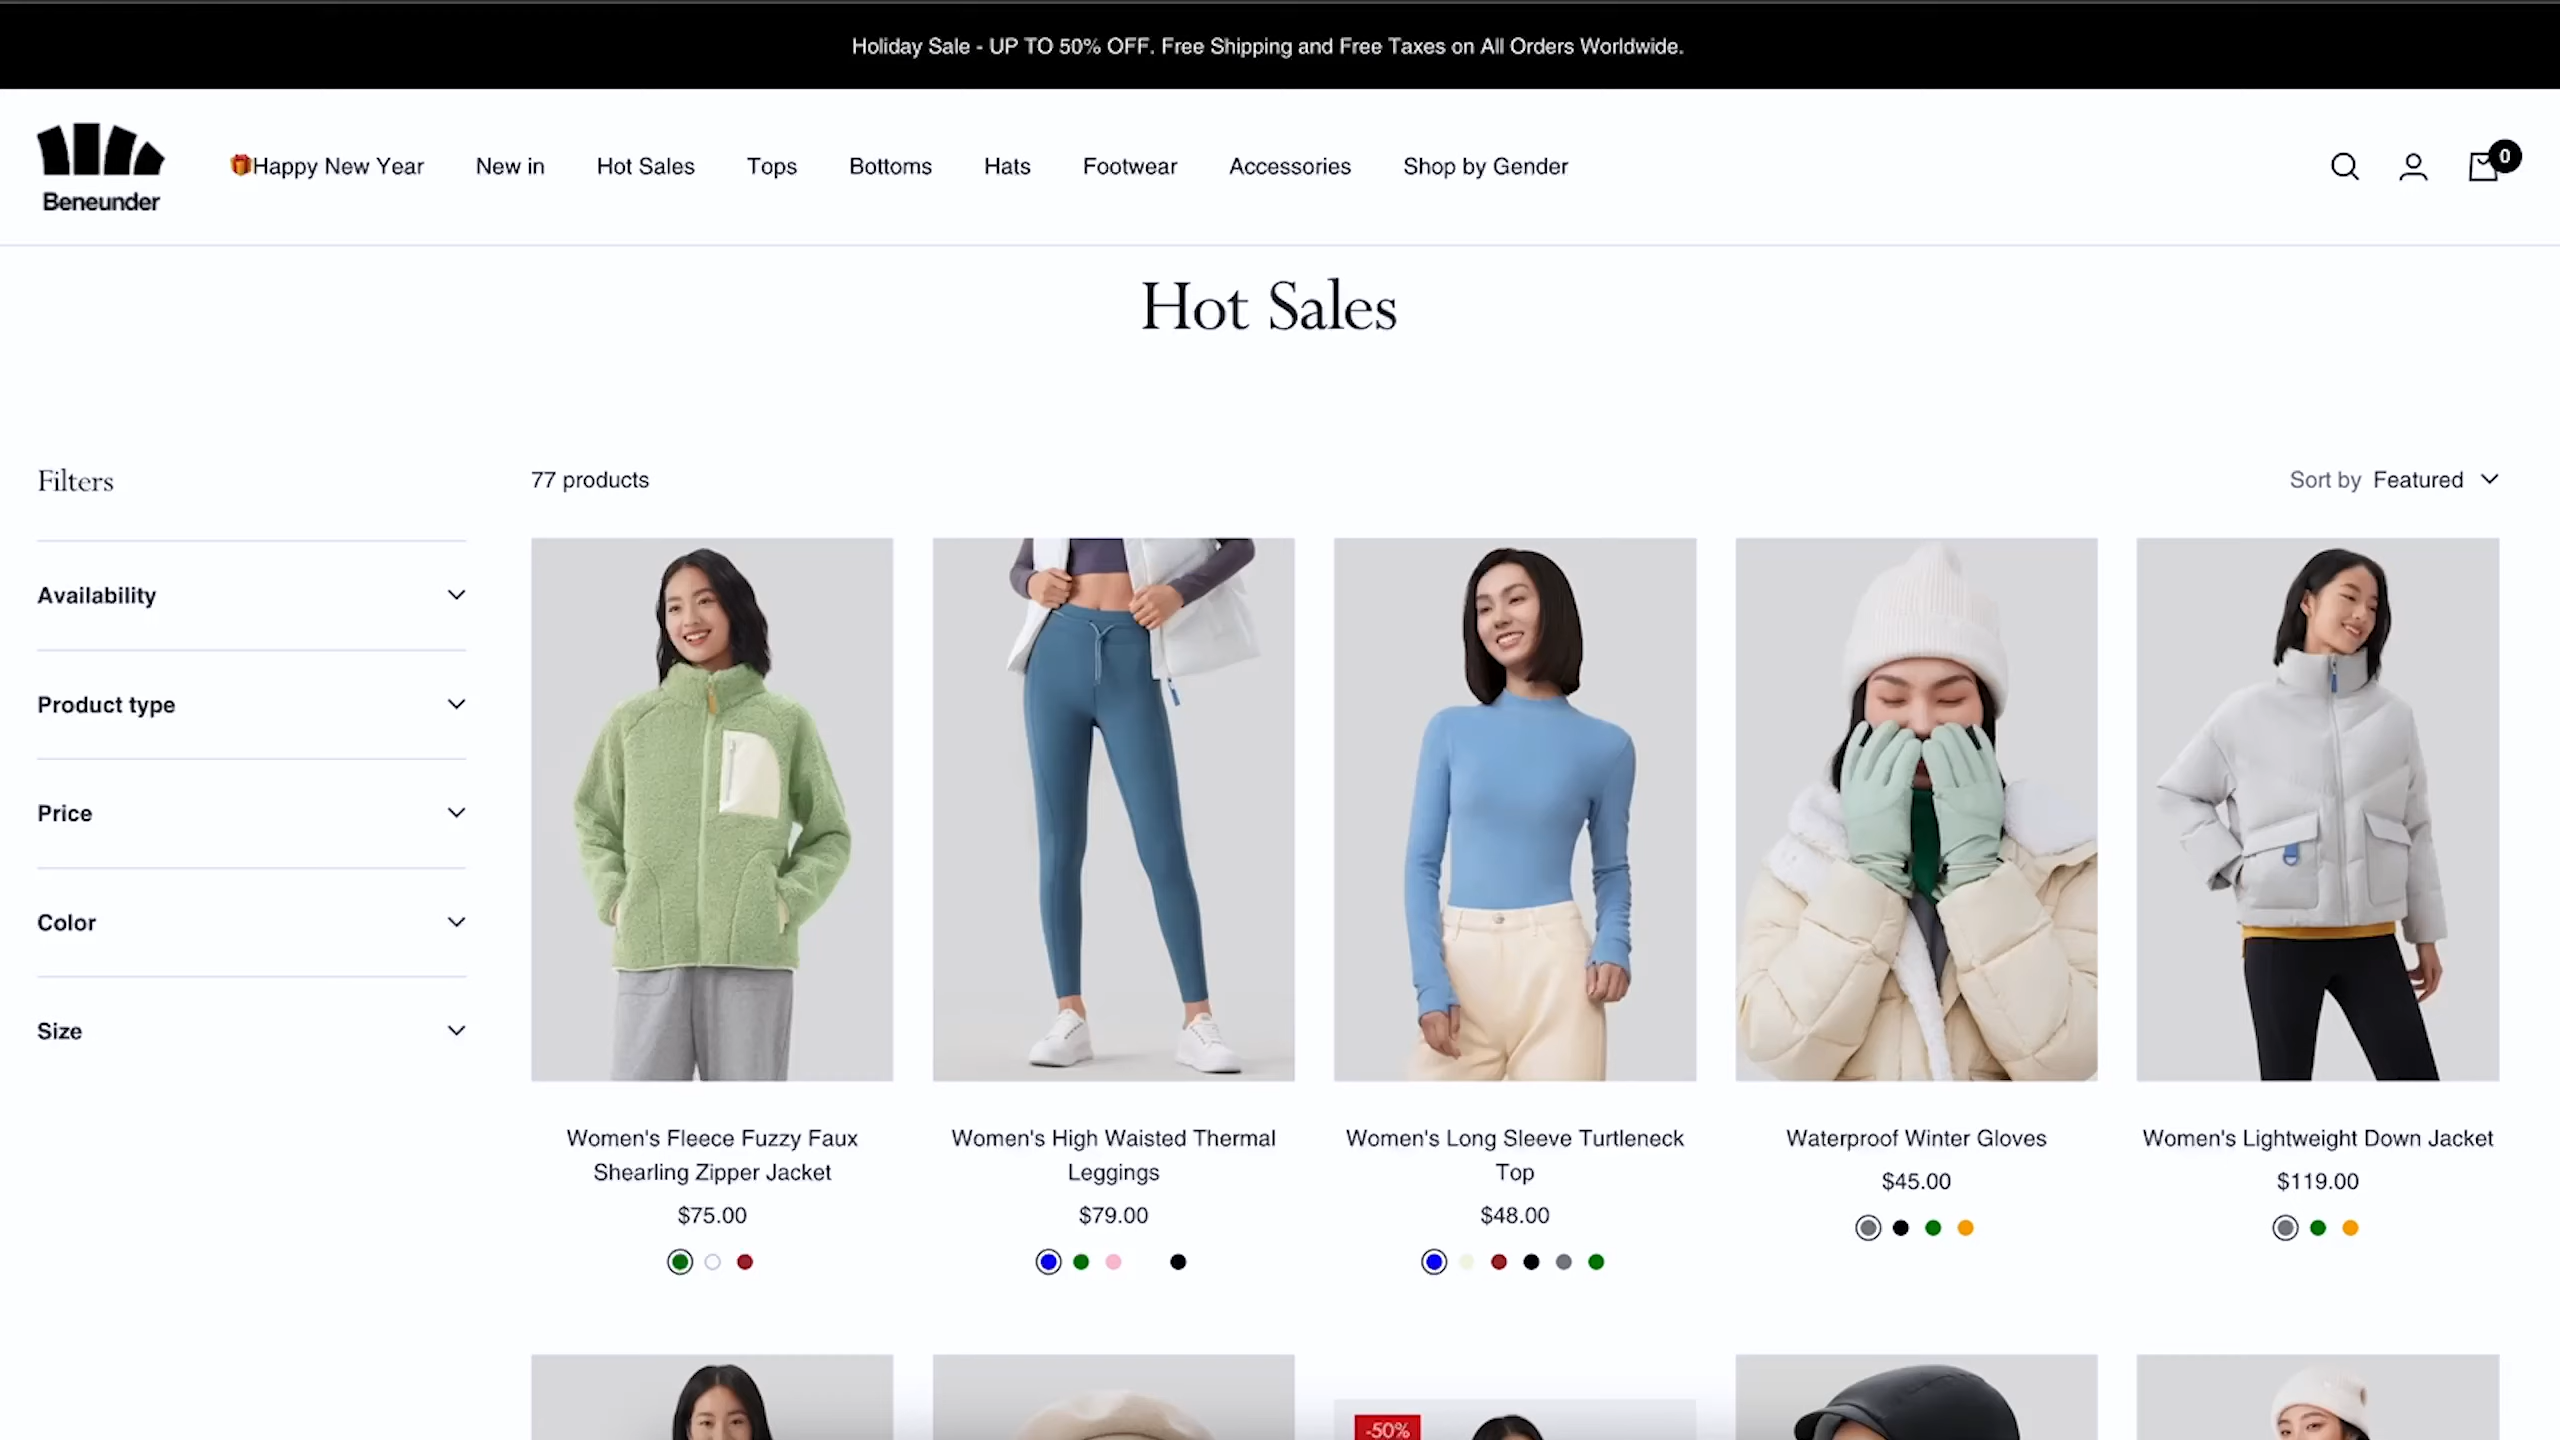 Holiday Sale - UP TO 50% OFF. Free Shipping and Free Taxes on All Orders Worldwide.
Beneunder
🎁Happy New Year
New in
Hot Sales
Tops
Bottoms
Hats
Footwear
Accessories
Shop by Gender
0
Hot Sales
Filters
77 products
Sort by Featured
Availability
Product type
Price
Color
Size
Women's Fleece Fuzzy Faux
Shearling Zipper Jacket
$75.00
Women's High Waisted Thermal
Leggings
$79.00
Women's Long Sleeve Turtleneck
Top
$48.00
Waterproof Winter Gloves
$45.00
Women's Lightweight Down Jacket
$119.00
-50%